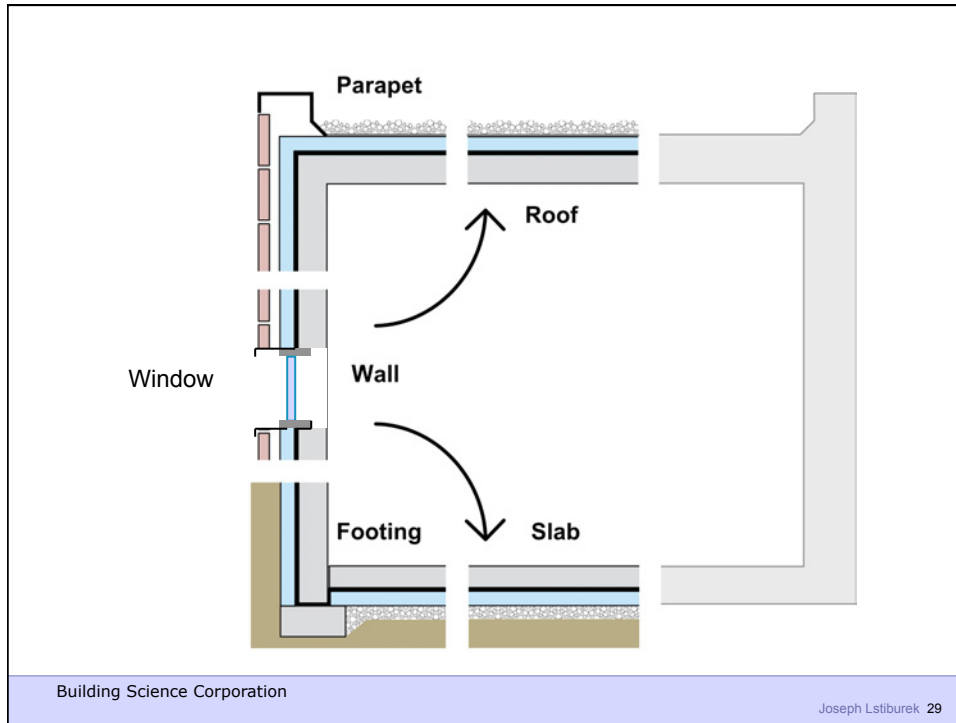 Parapet
Roof
Window
Wall
Footing
Slab
Building Science Corporation
Joseph Lstiburek 29